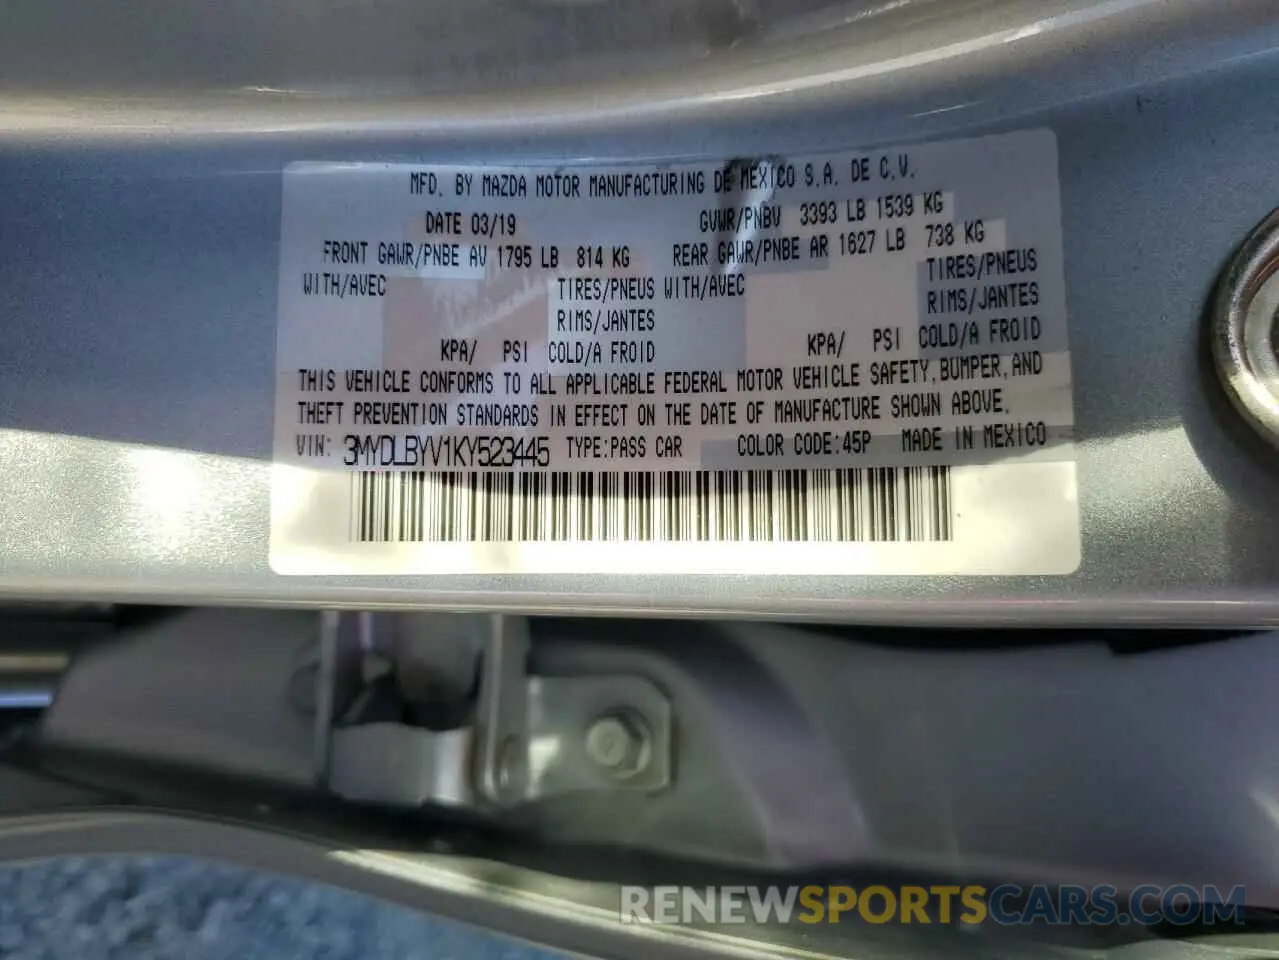 MFD. BY MAZDA MOTOR MANUFACTURING DE MEXICO S.A. DE C.V.
DATE 03/19 GVWR/PNBV 3393 LB 1539 KG
FRONT GAWR/PNBE AV 1795 LB 814 KG REAR GAWR/PNBE AR 1627 LB 738 KG
WITH/AVEC TIRES/PNEUS WITH/AVEC TIRES/PNEUS
RIMS/JANTES RIMS/JANTES
KPA/ PSI COLD/A FROID KPA/ PSI COLD/A FROID
THIS VEHICLE CONFORMS TO ALL APPLICABLE FEDERAL MOTOR VEHICLE SAFETY, BUMPER, AND
THEFT PREVENTION STANDARDS IN EFFECT ON THE DATE OF MANUFACTURE SHOWN ABOVE.
VIN: 3MYDLBYV1KY523445 TYPE:PASS CAR COLOR CODE:45P MADE IN MEXICO
RENEWSPORTSCARS.COM